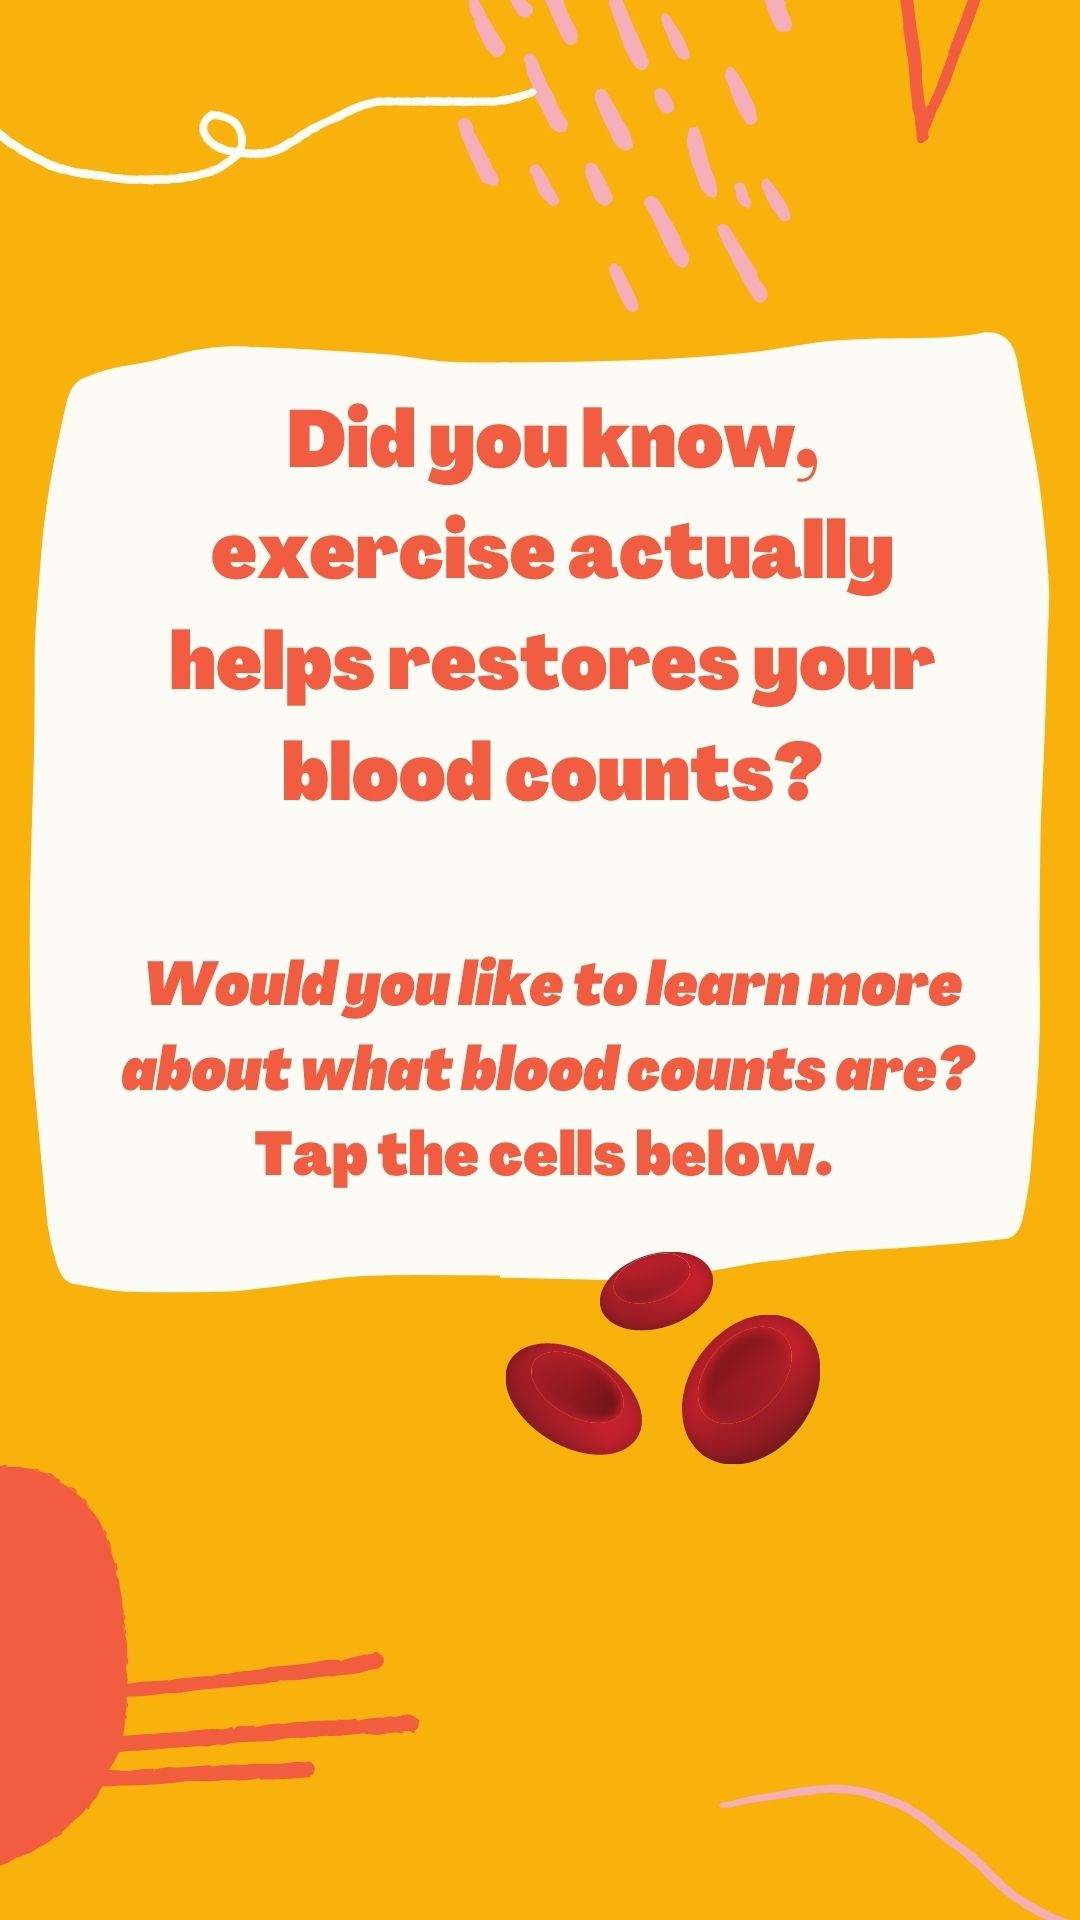 Did you know,
exercise actually
helps restores your
blood counts?
Would you like to learn more
about what blood counts are?
Tap the cells below.